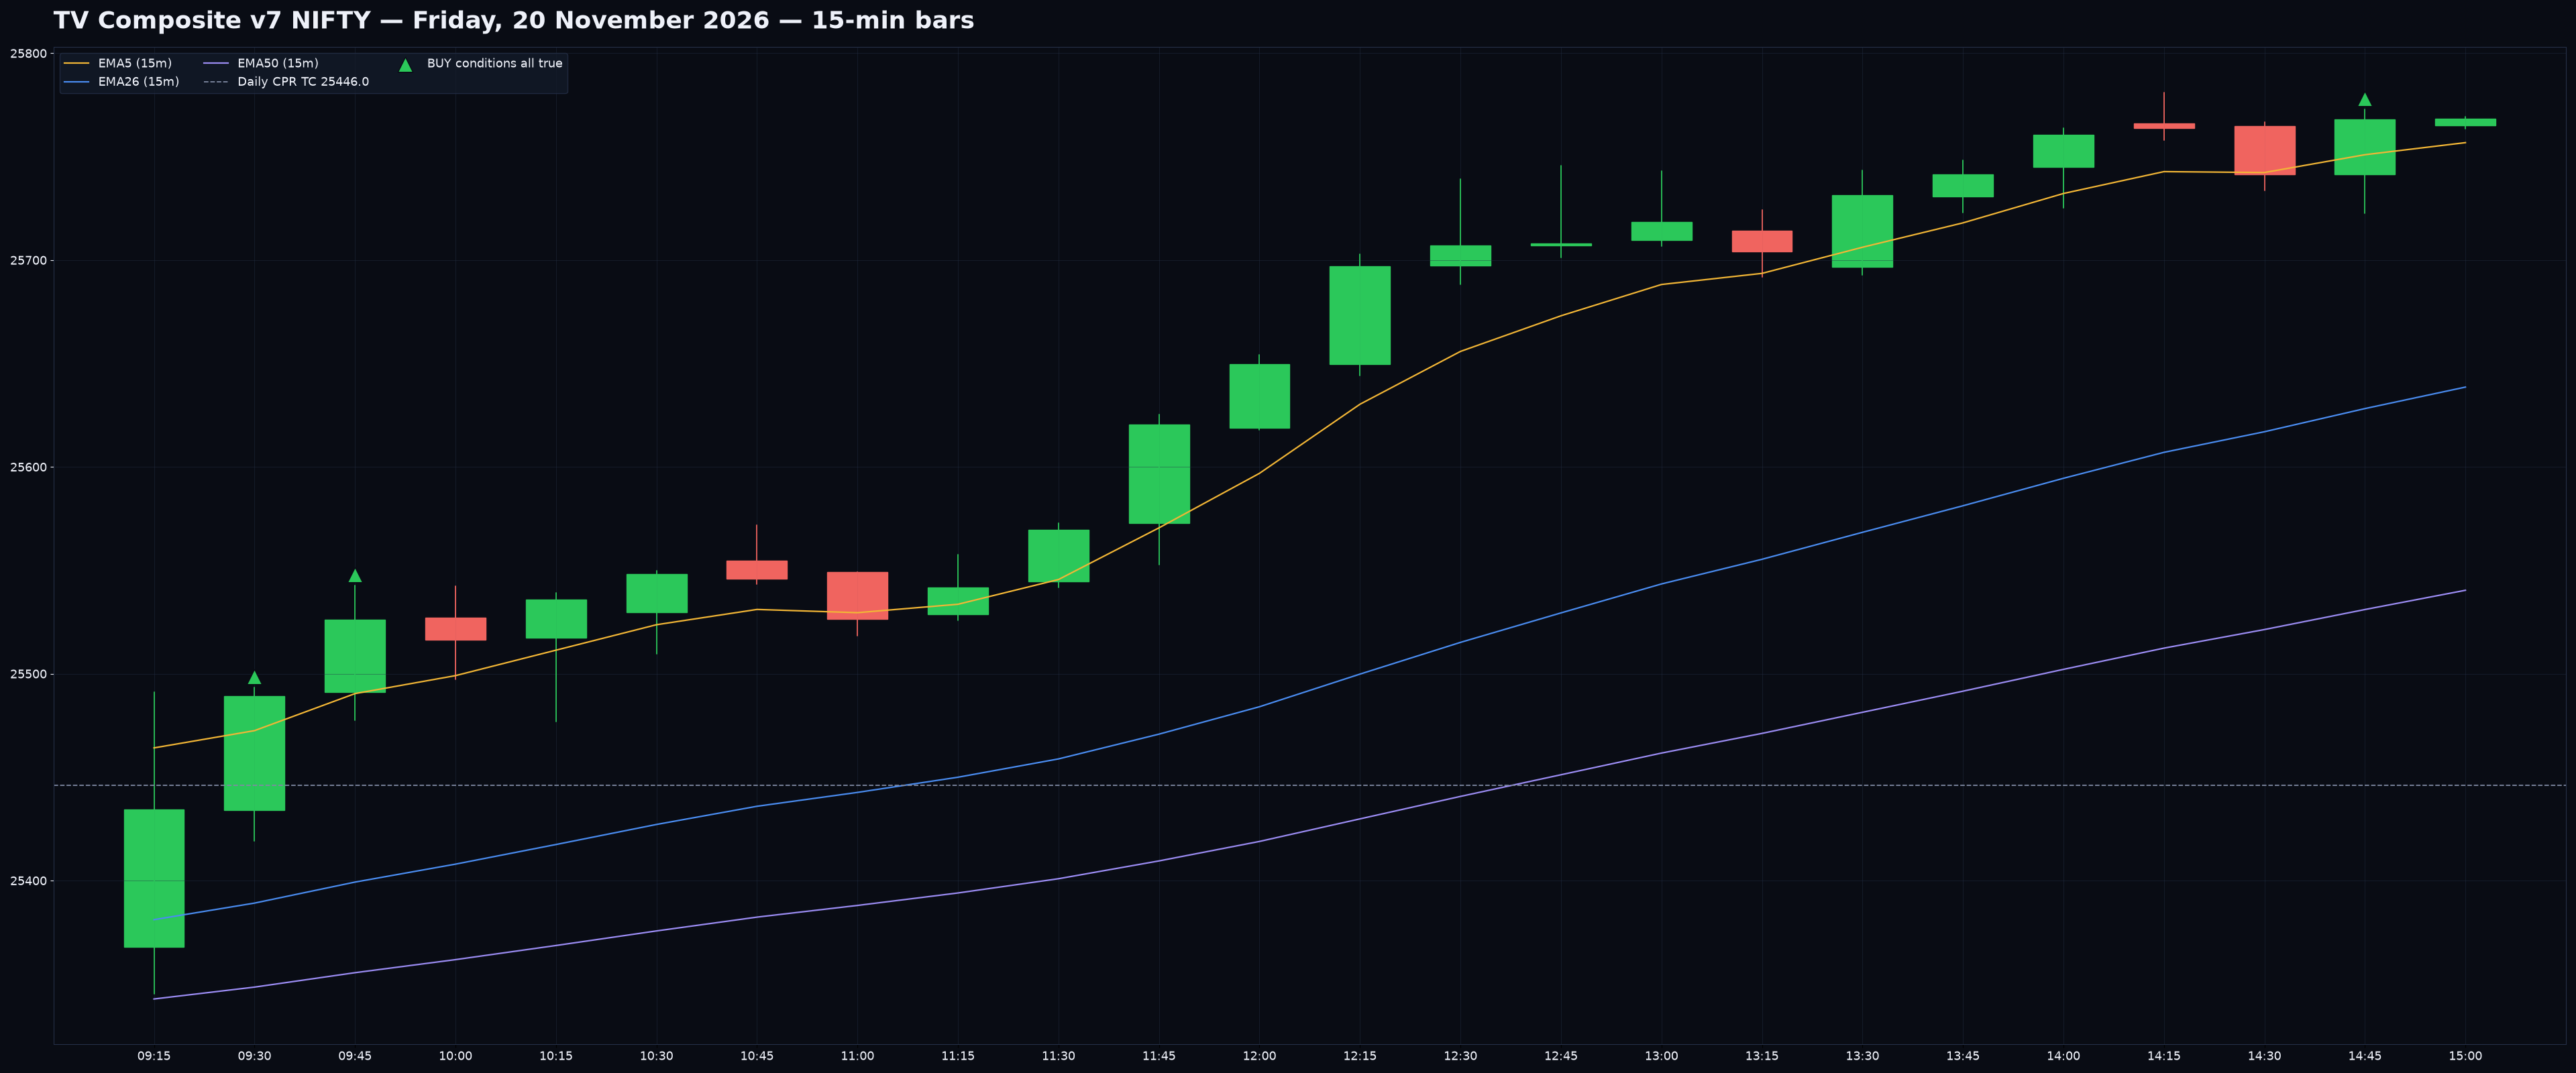 TV Composite v7 NIFTY — Friday, 20 November 2026 — 15-min bars
EMA5 (15m)
EMA26 (15m)
EMA50 (15m)
Daily CPR TC 25446.0
BUY conditions all true
25800
25700
25600
25500
25400
09:15 09:30 09:45 10:00 10:15 10:30 10:45 11:00 11:15 11:30 11:45 12:00 12:15 12:30 12:45 13:00 13:15 13:30 13:45 14:00 14:15 14:30 14:45 15:00